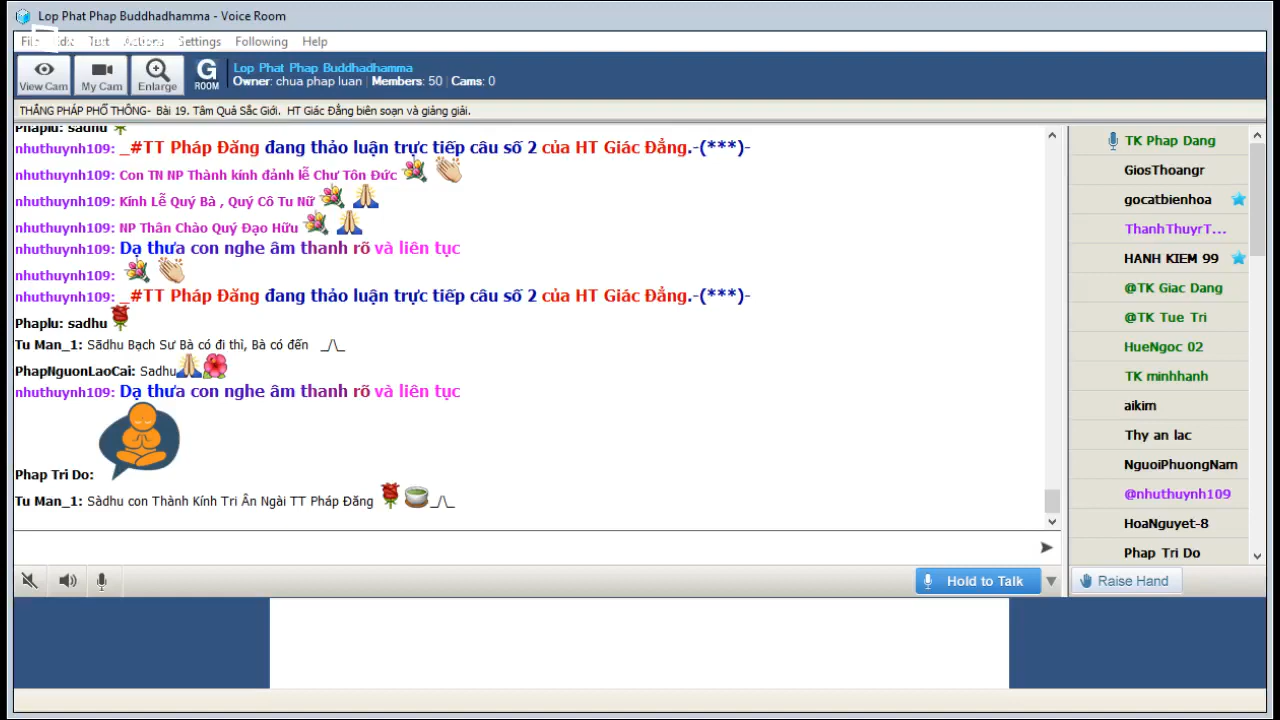 Lop Phat Phap Buddhadhamma - Voice Room
Text Actions Settings Following Help
View Cam
My Cam
Enlarge
G
ROOM
Lop Phat Phap Buddhadhamma
Owner: chua phap luan Members: 50 Cams: 0
THẮNG PHÁP PHỔ THÔNG- Bài 19. Tâm Quả Sắc Giới. HT Giác Đẳng biên soạn và giảng giải.
Phaplu: sadhu
nhuthuynh109: _#TT Pháp Đăng đang thảo luận trực tiếp câu số 2 của HT Giác Đẳng.-(***)-
nhuthuynh109: Con TN NP Thành kính đảnh lễ Chư Tôn Đức
nhuthuynh109: Kính Lễ Quý Bà , Quý Cô Tu Nữ
nhuthuynh109: NP Thân Chào Quý Đạo Hữu
nhuthuynh109: Dạ thưa con nghe âm thanh rõ và liên tục
nhuthuynh109:
nhuthuynh109: _#TT Pháp Đăng đang thảo luận trực tiếp câu số 2 của HT Giác Đẳng.-(***)-
Phaplu: sadhu
Tu Man_1: Sādhu Bạch Sư Bà có đi thì, Bà có đến _/\_
PhapNguonLaoCai: Sadhu
nhuthuynh109: Dạ thưa con nghe âm thanh rõ và liên tục
Phap Tri Do:
Tu Man_1: Sàdhu con Thành Kính Tri Ân Ngài TT Pháp Đăng _/\_
Hold to Talk
TK Phap Dang
GiosThoangr
gocatbienhoa
ThanhThuyrT...
HANH KIEM 99
@TK Giac Dang
@TK Tue Tri
HueNgoc 02
TK minhhanh
aikim
Thy an lac
NguoiPhuongNam
@nhuthuynh109
HoaNguyet-8
Phap Tri Do
Raise Hand